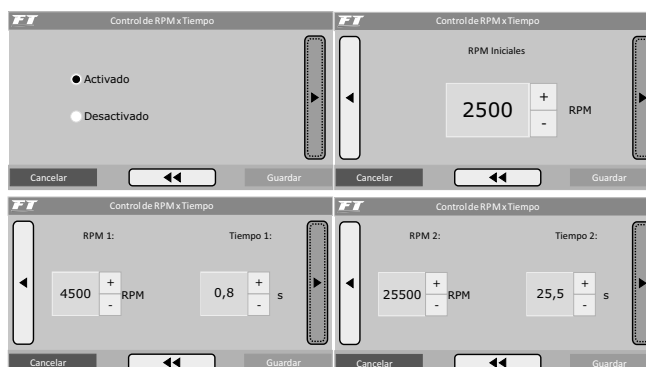 FT Control de RPM x Tiempo
Activado
Desactivado
Cancelar Guardar
FT Control de RPM x Tiempo
RPM Iniciales
2500 + - RPM
Cancelar Guardar
FT Control de RPM x Tiempo
RPM 1: Tiempo 1:
4500 + - RPM 0,8 + - s
Cancelar Guardar
FT Control de RPM x Tiempo
RPM 2: Tiempo 2:
25500 + - RPM 25,5 + - s
Cancelar Guardar